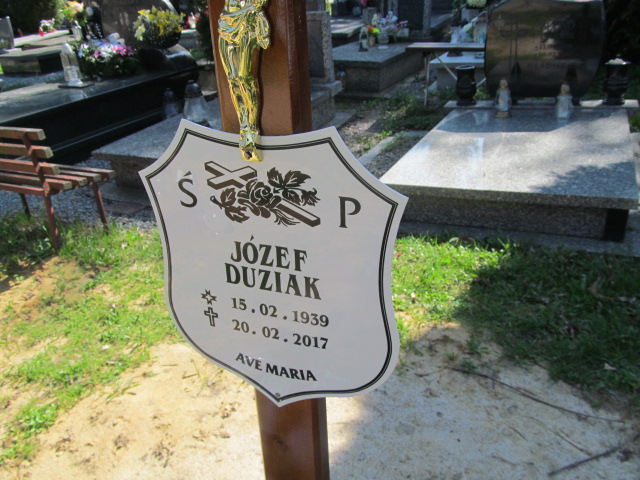 Ś P
JÓZEF
DUZIAK
15.02.1939
20.02.2017
AVE MARIA